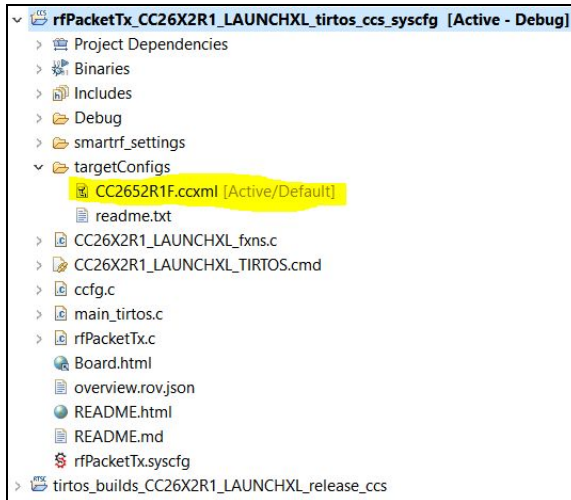 rfPacketTx_CC26X2R1_LAUNCHXL_tirtos_ccs_syscfg [Active - Debug]
Project Dependencies
Binaries
Includes
Debug
smartrf_settings
targetConfigs
CC2652R1F.ccxml [Active/Default]
readme.txt
CC26X2R1_LAUNCHXL_fxns.c
CC26X2R1_LAUNCHXL_TIRTOS.cmd
ccfg.c
main_tirtos.c
rfPacketTx.c
Board.html
overview.rov.json
README.html
README.md
rfPacketTx.syscfg
tirtos_builds_CC26X2R1_LAUNCHXL_release_ccs